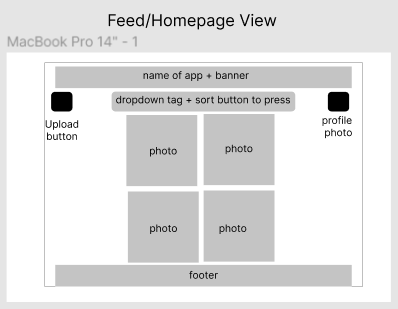 Feed/Homepage View
MacBook Pro 14" - 1
name of app + banner
dropdown tag + sort button to press
Upload
button
profile
photo
photo
photo
photo
photo
footer